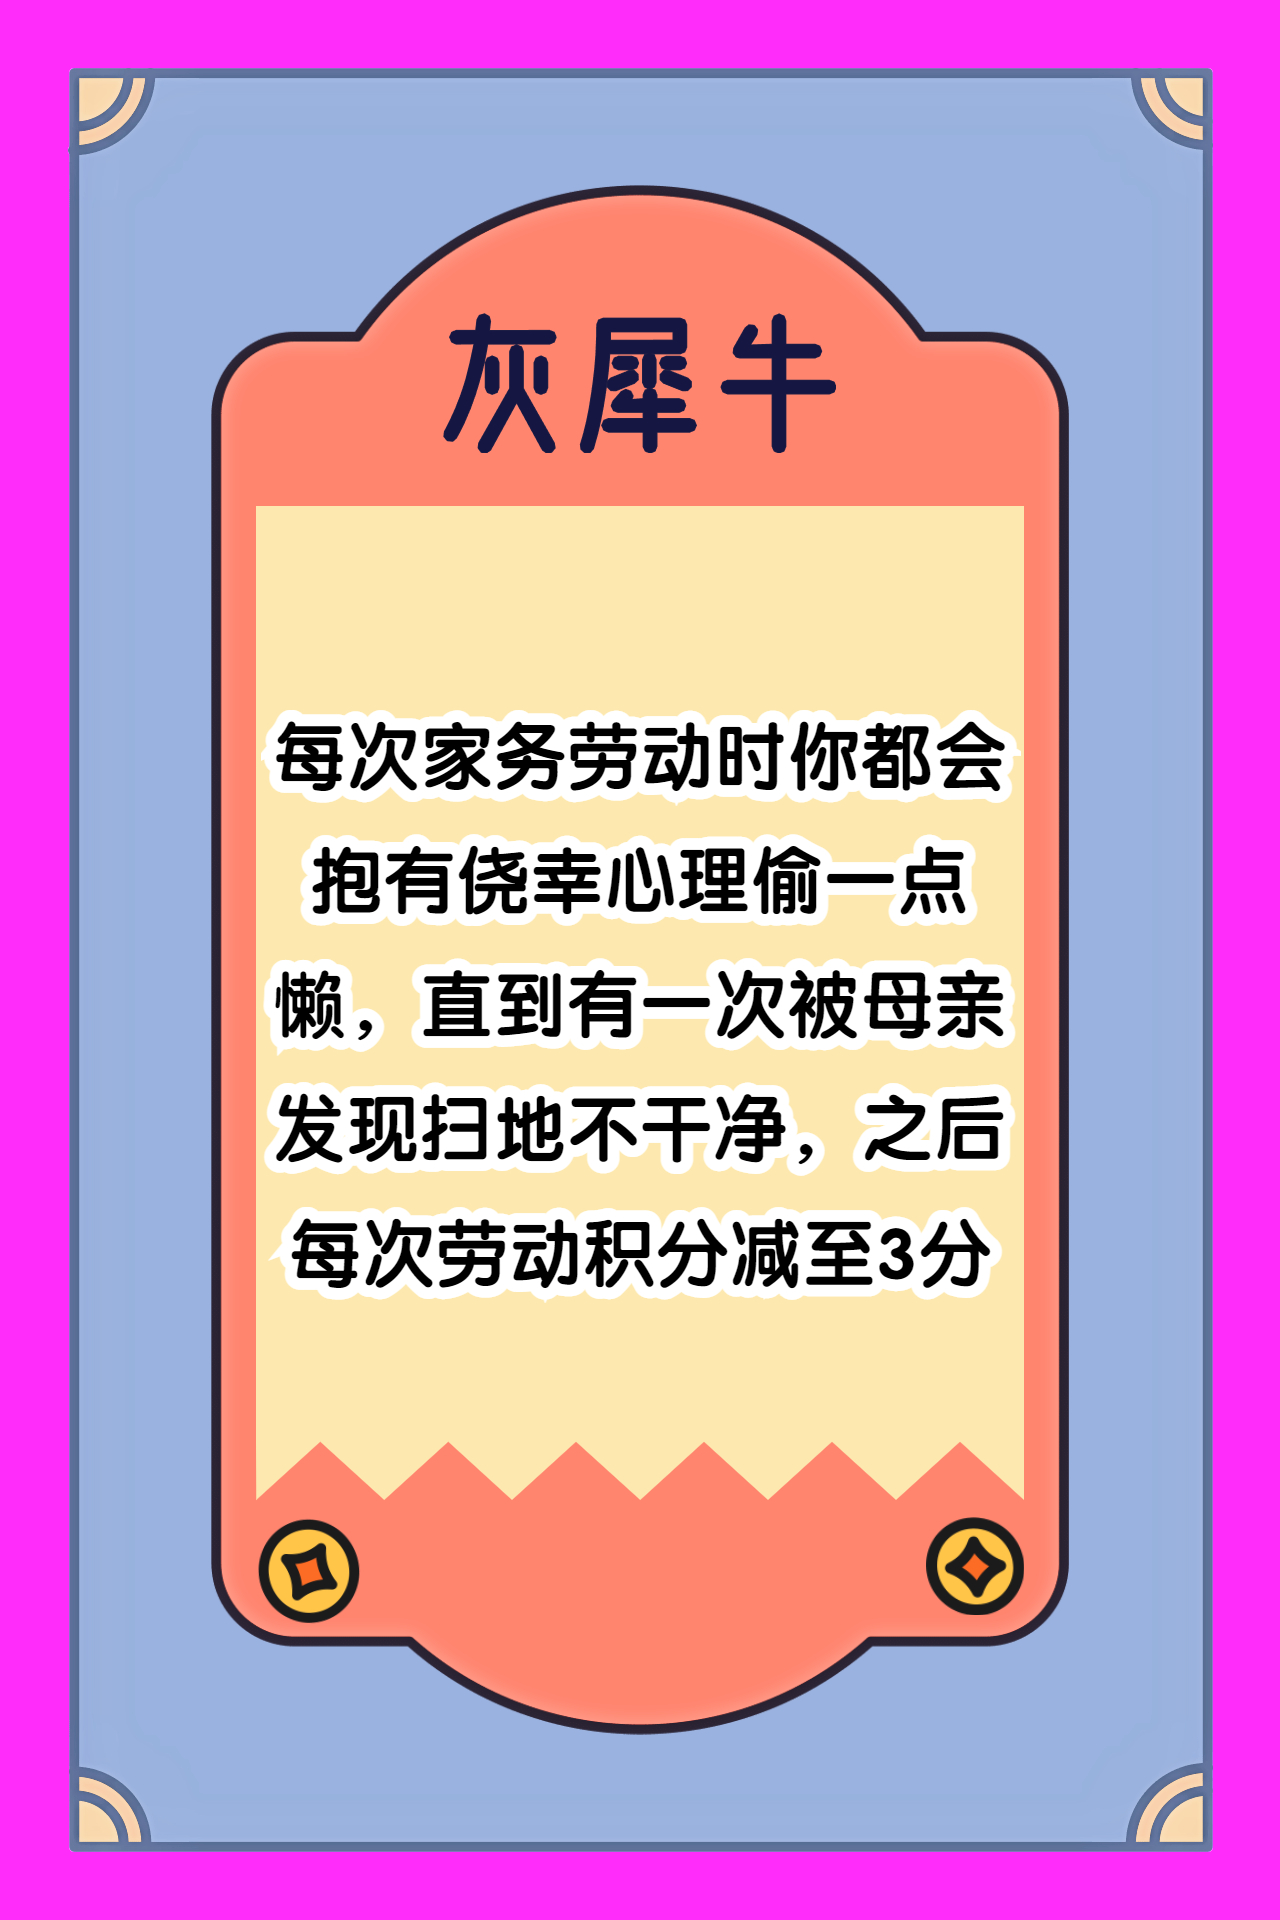 灰犀牛
每次家务劳动时你都会
抱有侥幸心理偷一点
懒，直到有一次被母亲
发现扫地不干净，之后
每次劳动积分减至3分